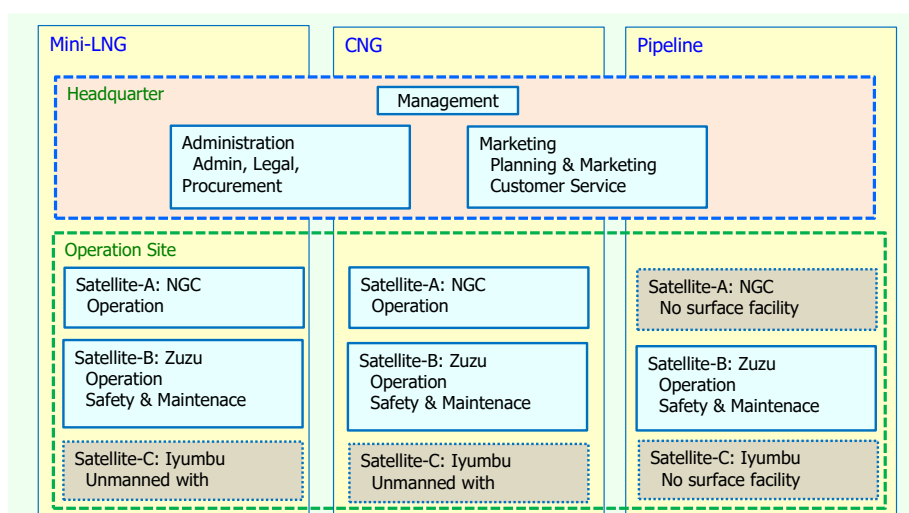 Mini-LNG
CNG
Pipeline
Headquarter
Management
Administration
Admin, Legal,
Procurement
Marketing
Planning & Marketing
Customer Service
Operation Site
Satellite-A: NGC
Operation
Satellite-A: NGC
Operation
Satellite-A: NGC
No surface facility
Satellite-B: Zuzu
Operation
Safety & Maintenace
Satellite-B: Zuzu
Operation
Safety & Maintenace
Satellite-B: Zuzu
Operation
Safety & Maintenace
Satellite-C: Iyumbu
Unmanned with
Satellite-C: Iyumbu
Unmanned with
Satellite-C: Iyumbu
No surface facility